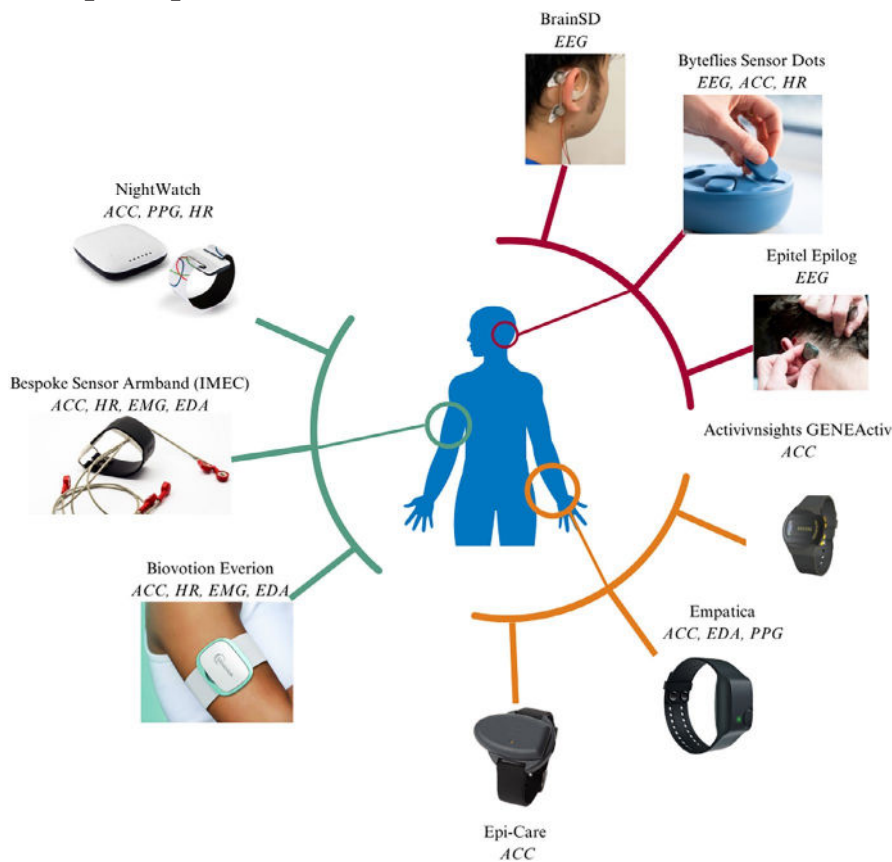 BrainSD
EEG
Byteflies Sensor Dots
EEG, ACC, HR
NightWatch
ACC, PPG, HR
Epitel Epilog
EEG
Bespoke Sensor Armband (IMEC)
ACC, HR, EMG, EDA
Activivnsights GENEActiv
ACC
Biovotion Everion
ACC, HR, EMG, EDA
Empatica
ACC, EDA, PPG
Epi-Care
ACC